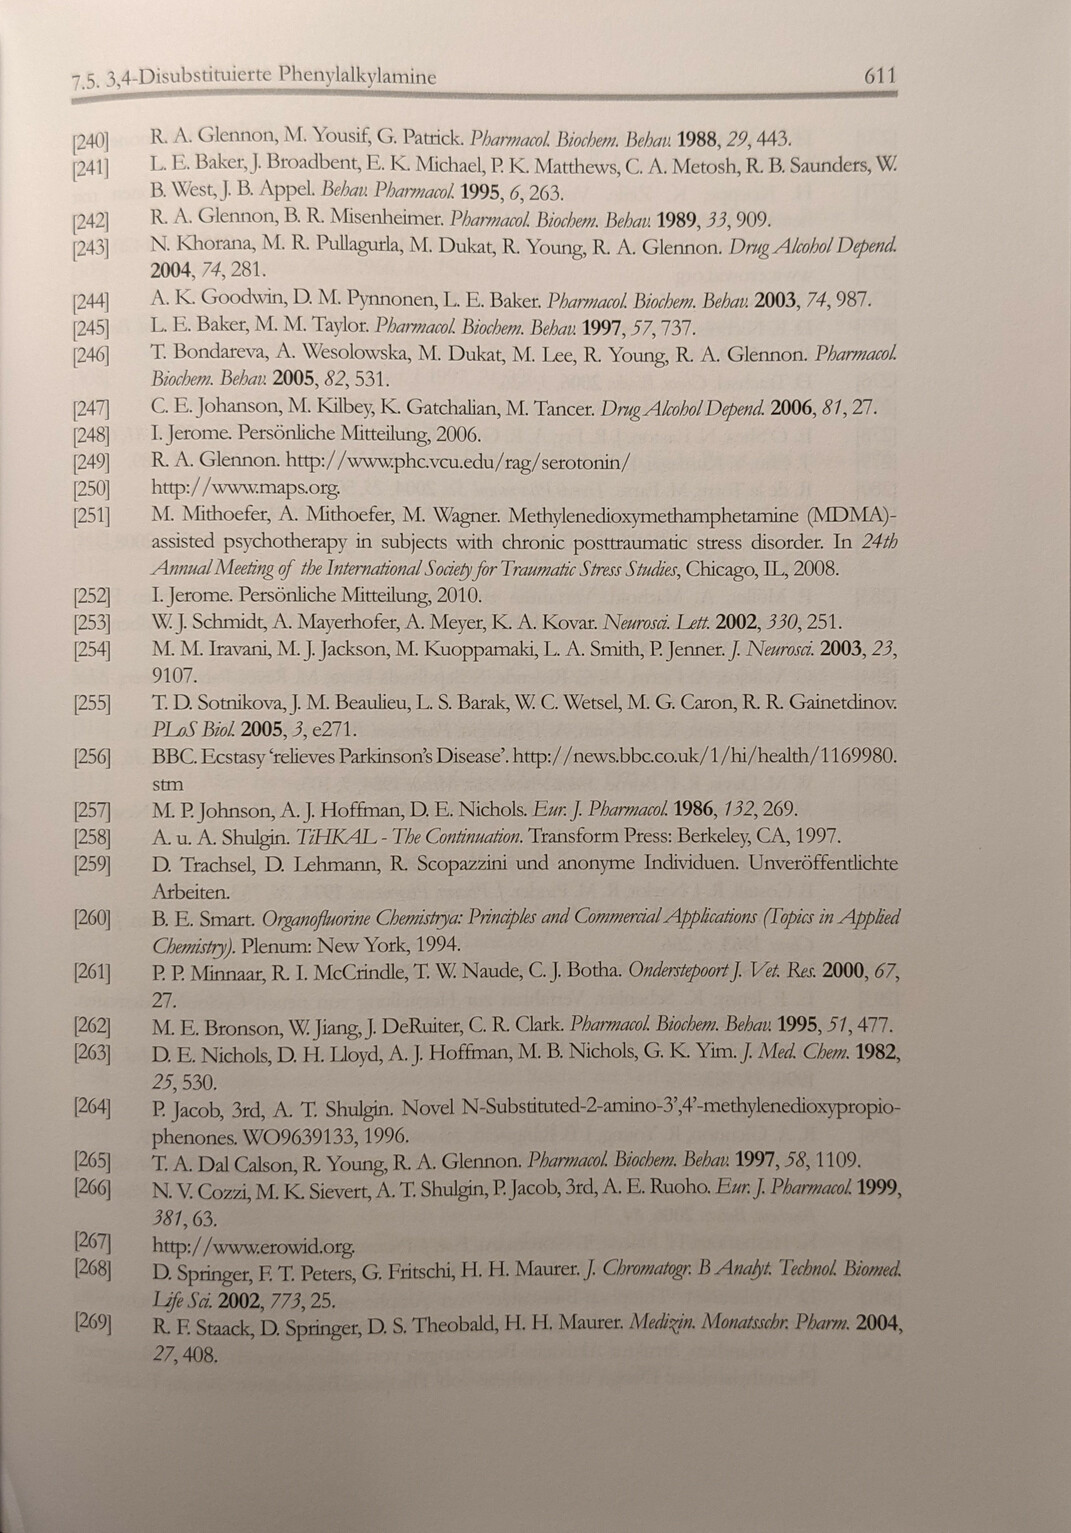 7.5. 3,4-Disubstituierte Phenylalkylamine 611
[240] R. A. Glennon, M. Yousif, G. Patrick. Pharmacol. Biochem. Behav. 1988, 29, 443.
[241] L. E. Baker, J. Broadbent, E. K. Michael, P. K. Matthews, C. A. Metosh, R. B. Saunders, W.
B. West, J. B. Appel. Behav. Pharmacol. 1995, 6, 263.
[242] R. A. Glennon, B. R. Misenheimer. Pharmacol. Biochem. Behav. 1989, 33, 909.
[243] N. Khorana, M. R. Pullagurla, M. Dukat, R. Young, R. A. Glennon. Drug Alcohol Depend.
2004, 74, 281.
[244] A. K. Goodwin, D. M. Pynnonen, L. E. Baker. Pharmacol. Biochem. Behav. 2003, 74, 987.
[245] L. E. Baker, M. M. Taylor. Pharmacol. Biochem. Behav. 1997, 57, 737.
[246] T. Bondareva, A. Wesolowska, M. Dukat, M. Lee, R. Young, R. A. Glennon. Pharmacol.
Biochem. Behav. 2005, 82, 531.
[247] C. E. Johanson, M. Kilbey, K. Gatchalian, M. Tancer. Drug Alcohol Depend. 2006, 81, 27.
[248] I. Jerome. Persönliche Mitteilung, 2006.
[249] R. A. Glennon. http://www.phc.vcu.edu/rag/serotonin/
[250] http://www.maps.org.
[251] M. Mithoefer, A. Mithoefer, M. Wagner. Methylenedioxymethamphetamine (MDMA)-
assisted psychotherapy in subjects with chronic posttraumatic stress disorder. In 24th
Annual Meeting of the International Society for Traumatic Stress Studies, Chicago, IL, 2008.
[252] I. Jerome. Persönliche Mitteilung, 2010.
[253] W. J. Schmidt, A. Mayerhofer, A. Meyer, K. A. Kovar. Neurosci. Lett. 2002, 330, 251.
[254] M. M. Iravani, M. J. Jackson, M. Kuoppamaki, L. A. Smith, P. Jenner. J. Neurosci. 2003, 23,
9107.
[255] T. D. Sotnikova, J. M. Beaulieu, L. S. Barak, W. C. Wetsel, M. G. Caron, R. R. Gainetdinov.
PLoS Biol. 2005, 3, e271.
[256] BBC. Ecstasy ‘relieves Parkinson’s Disease’. http://news.bbc.co.uk/1/hi/health/1169980.
stm
[257] M. P. Johnson, A. J. Hoffman, D. E. Nichols. Eur. J. Pharmacol. 1986, 132, 269.
[258] A. u. A. Shulgin. TiHKAL - The Continuation. Transform Press: Berkeley, CA, 1997.
[259] D. Trachsel, D. Lehmann, R. Scopazzini und anonyme Individuen. Unveröffentlichte
Arbeiten.
[260] B. E. Smart. Organofluorine Chemistrya: Principles and Commercial Applications (Topics in Applied
Chemistry). Plenum: New York, 1994.
[261] P. P. Minnaar, R. I. McCrindle, T. W. Naude, C. J. Botha. Onderstepoort J. Vet. Res. 2000, 67,
27.
[262] M. E. Bronson, W. Jiang, J. DeRuiter, C. R. Clark. Pharmacol. Biochem. Behav. 1995, 51, 477.
[263] D. E. Nichols, D. H. Lloyd, A. J. Hoffman, M. B. Nichols, G. K. Yim. J. Med. Chem. 1982,
25, 530.
[264] P. Jacob, 3rd, A. T. Shulgin. Novel N-Substituted-2-amino-3’,4’-methylenedioxypropio-
phenones. WO9639133, 1996.
[265] T. A. Dal Calson, R. Young, R. A. Glennon. Pharmacol. Biochem. Behav. 1997, 58, 1109.
[266] N. V. Cozzi, M. K. Sievert, A. T. Shulgin, P. Jacob, 3rd, A. E. Ruoho. Eur. J. Pharmacol. 1999,
381, 63.
[267] http://www.erowid.org.
[268] D. Springer, F. T. Peters, G. Fritschi, H. H. Maurer. J. Chromatogr. B Analyt. Technol. Biomed.
Life Sci. 2002, 773, 25.
[269] R. F. Staack, D. Springer, D. S. Theobald, H. H. Maurer. Medizin. Monatsschr. Pharm. 2004,
27, 408.